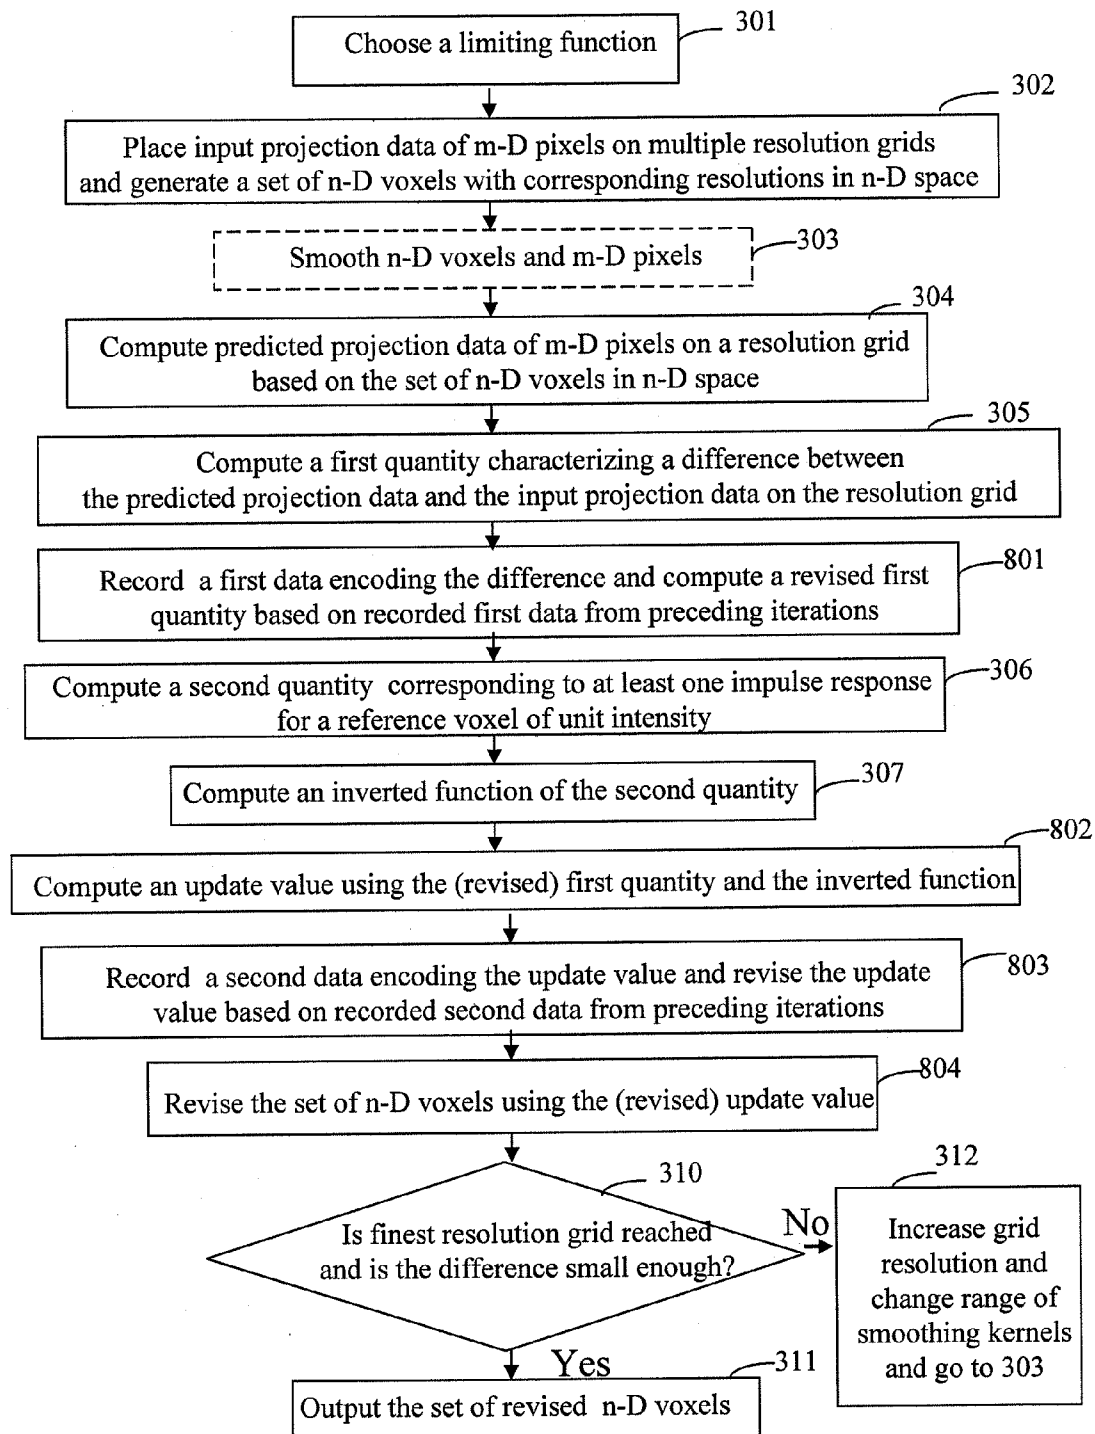 301
Choose a limiting function
302
Place input projection data of m-D pixels on multiple resolution grids
and generate a set of n-D voxels with corresponding resolutions in n-D space
303
Smooth n-D voxels and m-D pixels
304
Compute predicted projection data of m-D pixels on a resolution grid
based on the set of n-D voxels in n-D space
305
Compute a first quantity characterizing a difference between
the predicted projection data and the input projection data on the resolution grid
801
Record a first data encoding the difference and compute a revised first
quantity based on recorded first data from preceding iterations
306
Compute a second quantity corresponding to at least one impulse response
for a reference voxel of unit intensity
307
Compute an inverted function of the second quantity
802
Compute an update value using the (revised) first quantity and the inverted function
803
Record a second data encoding the update value and revise the update
value based on recorded second data from preceding iterations
804
Revise the set of n-D voxels using the (revised) update value
310
Is finest resolution grid reached
and is the difference small enough?
No
312
Increase grid
resolution and
change range of
smoothing kernels
and go to 303
Yes
311
Output the set of revised n-D voxels